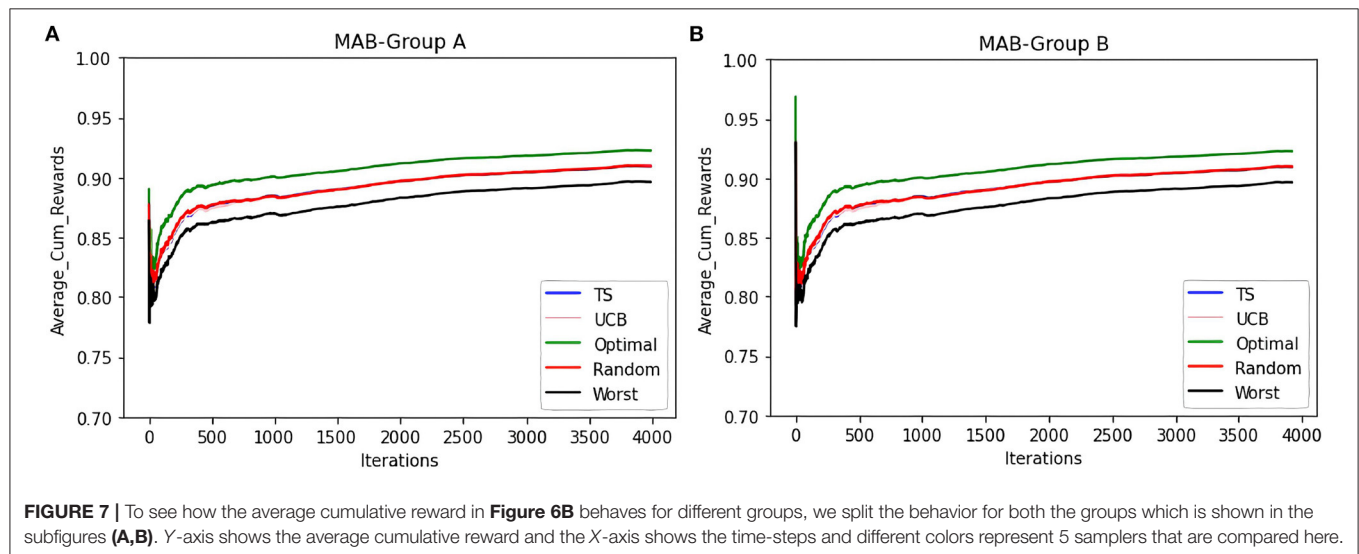 A
MAB-Group A
1.00
0.95
0.90
0.85
0.80
0.75
0.70
Average_Cum_Rewards
TS
UCB
Optimal
Random
Worst
0 500 1000 1500 2000 2500 3000 3500 4000
Iterations
B
MAB-Group B
1.00
0.95
0.90
0.85
0.80
0.75
0.70
Average_Cum_Rewards
TS
UCB
Optimal
Random
Worst
0 500 1000 1500 2000 2500 3000 3500 4000
Iterations
FIGURE 7 | To see how the average cumulative reward in Figure 6B behaves for different groups, we split the behavior for both the groups which is shown in the
subfigures (A,B). Y-axis shows the average cumulative reward and the X-axis shows the time-steps and different colors represent 5 samplers that are compared here.